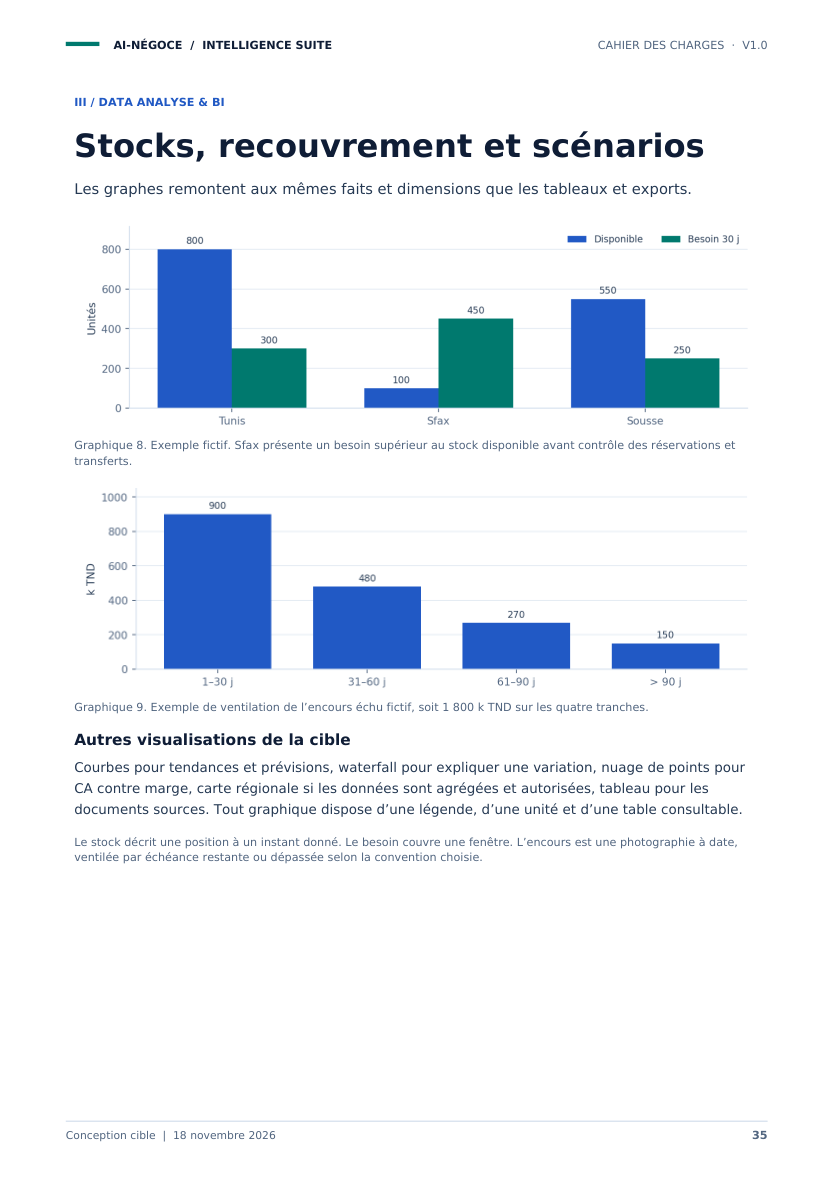 AI-NÉGOCE / INTELLIGENCE SUITE
CAHIER DES CHARGES · V1.0
III / DATA ANALYSE & BI
Stocks, recouvrement et scénarios
Les graphes remontent aux mêmes faits et dimensions que les tableaux et exports.
Disponible
Besoin 30 j
Unités
800
600
400
200
0
800
300
100
450
550
250
Tunis
Sfax
Sousse
Graphique 8. Exemple fictif. Sfax présente un besoin supérieur au stock disponible avant contrôle des réservations et
transferts.
k TND
1000
800
600
400
200
0
900
480
270
150
1–30 j
31–60 j
61–90 j
> 90 j
Graphique 9. Exemple de ventilation de l’encours échu fictif, soit 1 800 k TND sur les quatre tranches.
Autres visualisations de la cible
Courbes pour tendances et prévisions, waterfall pour expliquer une variation, nuage de points pour
CA contre marge, carte régionale si les données sont agrégées et autorisées, tableau pour les
documents sources. Tout graphique dispose d’une légende, d’une unité et d’une table consultable.
Le stock décrit une position à un instant donné. Le besoin couvre une fenêtre. L’encours est une photographie à date,
ventilée par échéance restante ou dépassée selon la convention choisie.
Conception cible | 18 novembre 2026
35